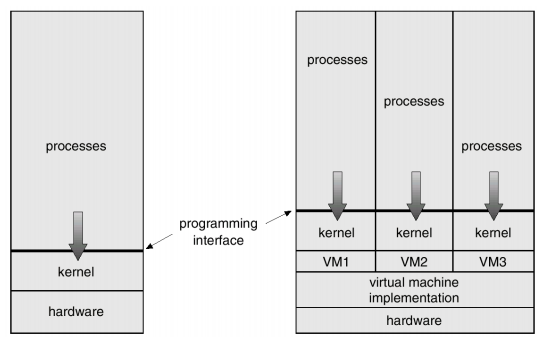 processes
kernel
hardware
programming
interface
processes
processes
processes
kernel
kernel
kernel
VM1
VM2
VM3
virtual machine
implementation
hardware